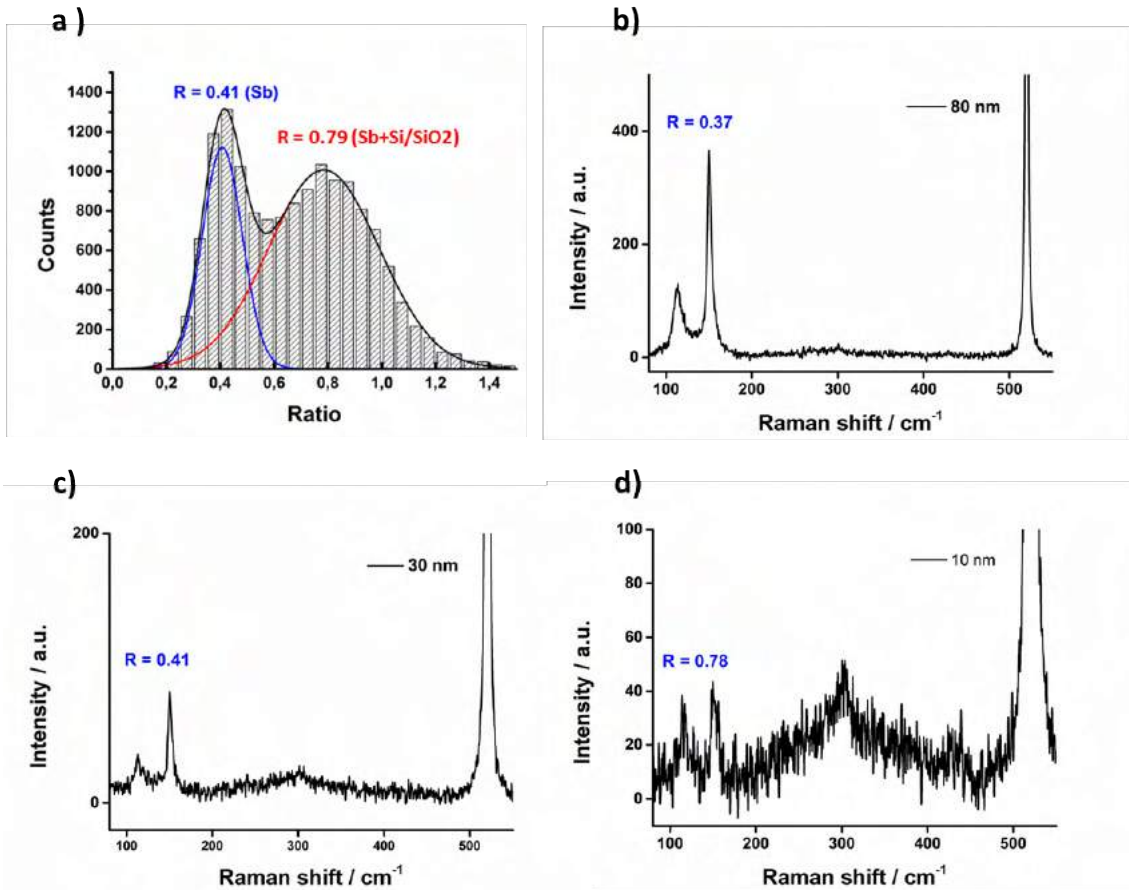 a )
R = 0.41 (Sb)
R = 0.79 (Sb+Si/SiO2)
Counts
1400
1200
1000
800
600
400
200
0
0,0 0,2 0,4 0,6 0,8 1,0 1,2 1,4
Ratio
b)
R = 0.37
80 nm
Intensity / a.u.
400
200
0
100 200 300 400 500
Raman shift / cm-1
c)
R = 0.41
30 nm
Intensity / a.u.
200
0
100 200 300 400 500
Raman shift / cm-1
d)
R = 0.78
10 nm
Intensity / a.u.
100
80
60
40
20
0
100 200 300 400 500
Raman shift / cm-1